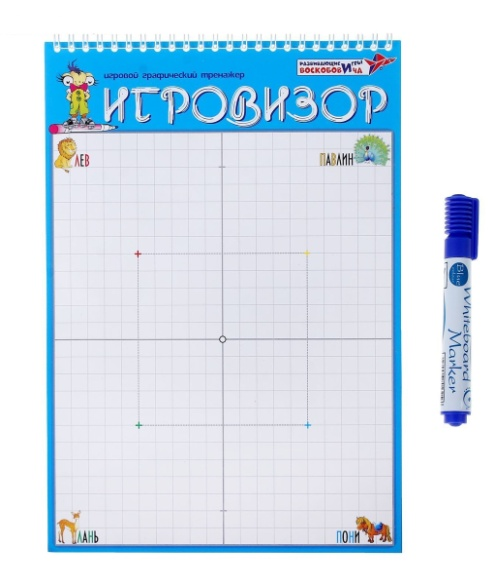 РАЗВИВАЮЩИЕ ИГРЫ
ВОСКОБОВИЧА
игровой графический тренажер
ИГРОВИЗОР
ЛЕВ
ПАВЛИН
Blue
Whiteboard
Marker
ЛАНЬ
ПОНИ